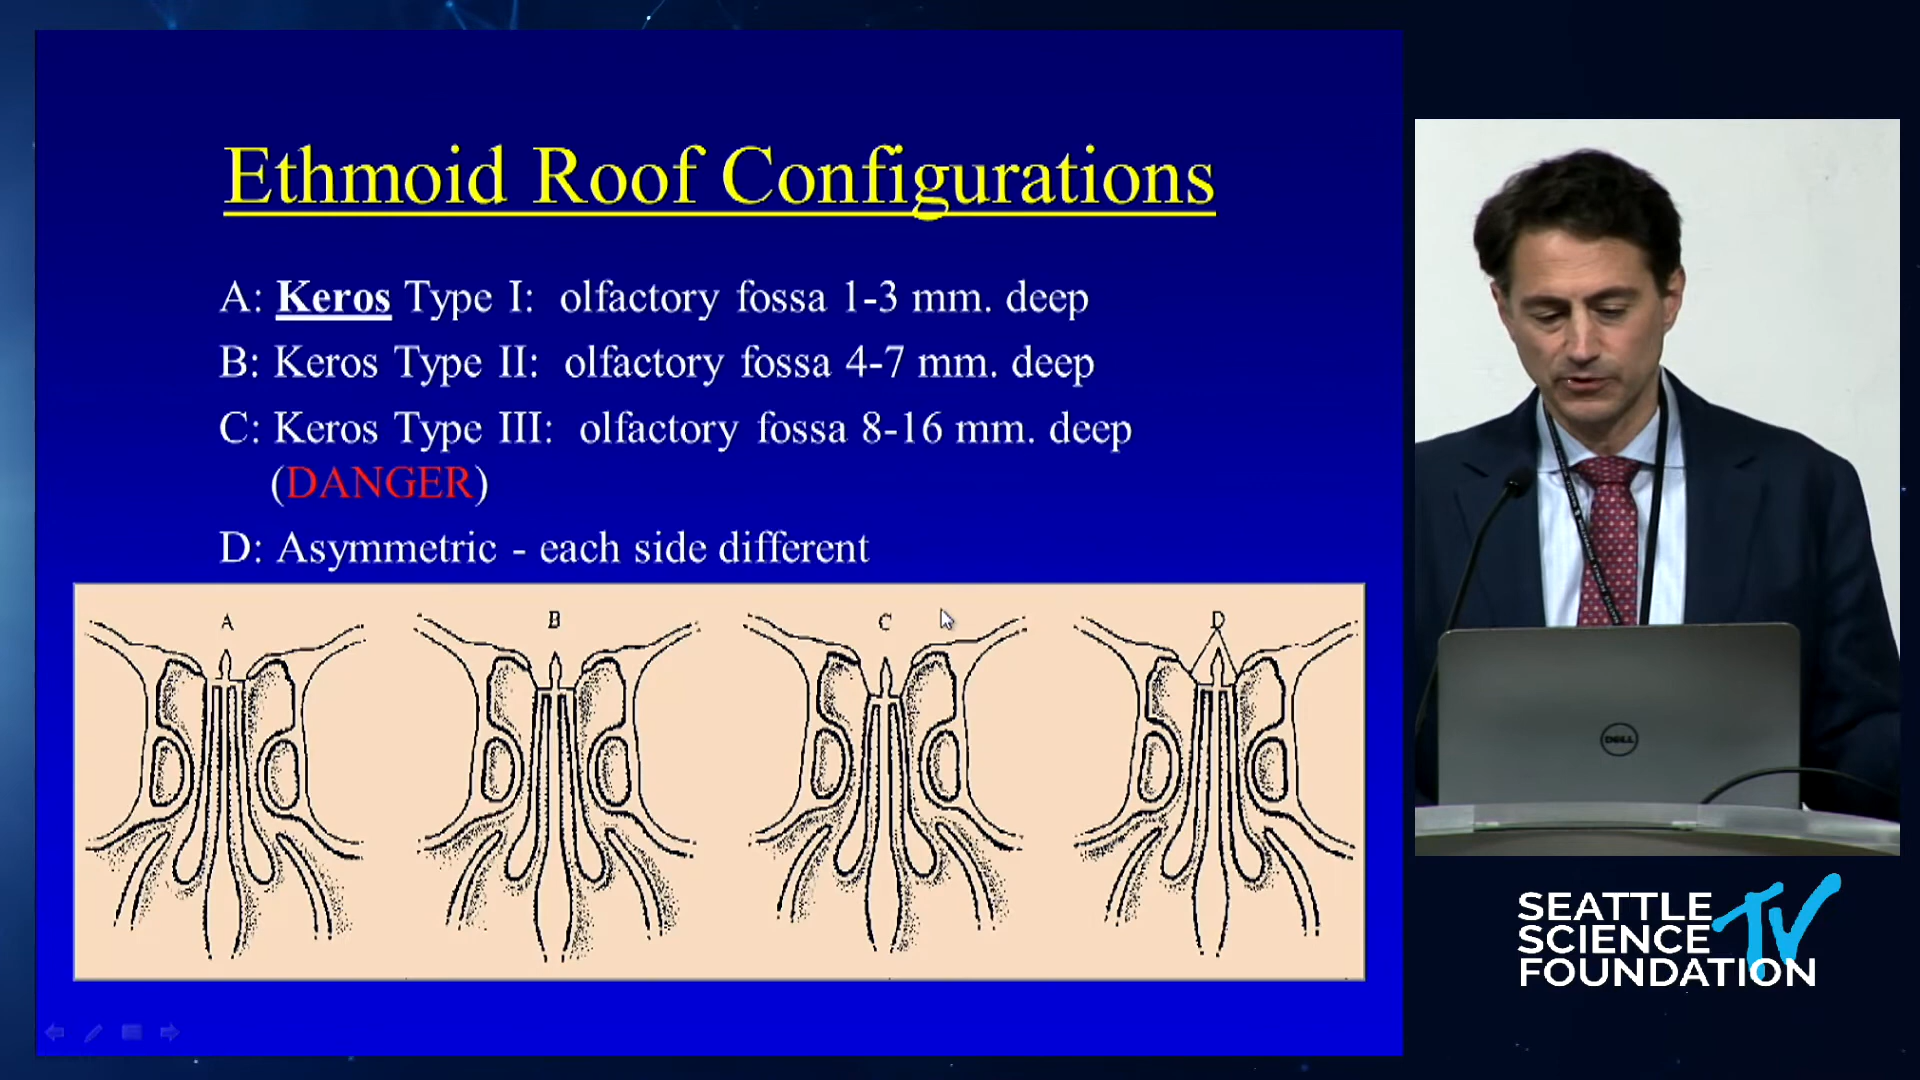 Ethmoid Roof Configurations
A: Keros Type I: olfactory fossa 1-3 mm. deep
B: Keros Type II: olfactory fossa 4-7 mm. deep
C: Keros Type III: olfactory fossa 8-16 mm. deep
(DANGER)
D: Asymmetric - each side different
A B C D
DELL
SEATTLE
SCIENCE TV
FOUNDATION